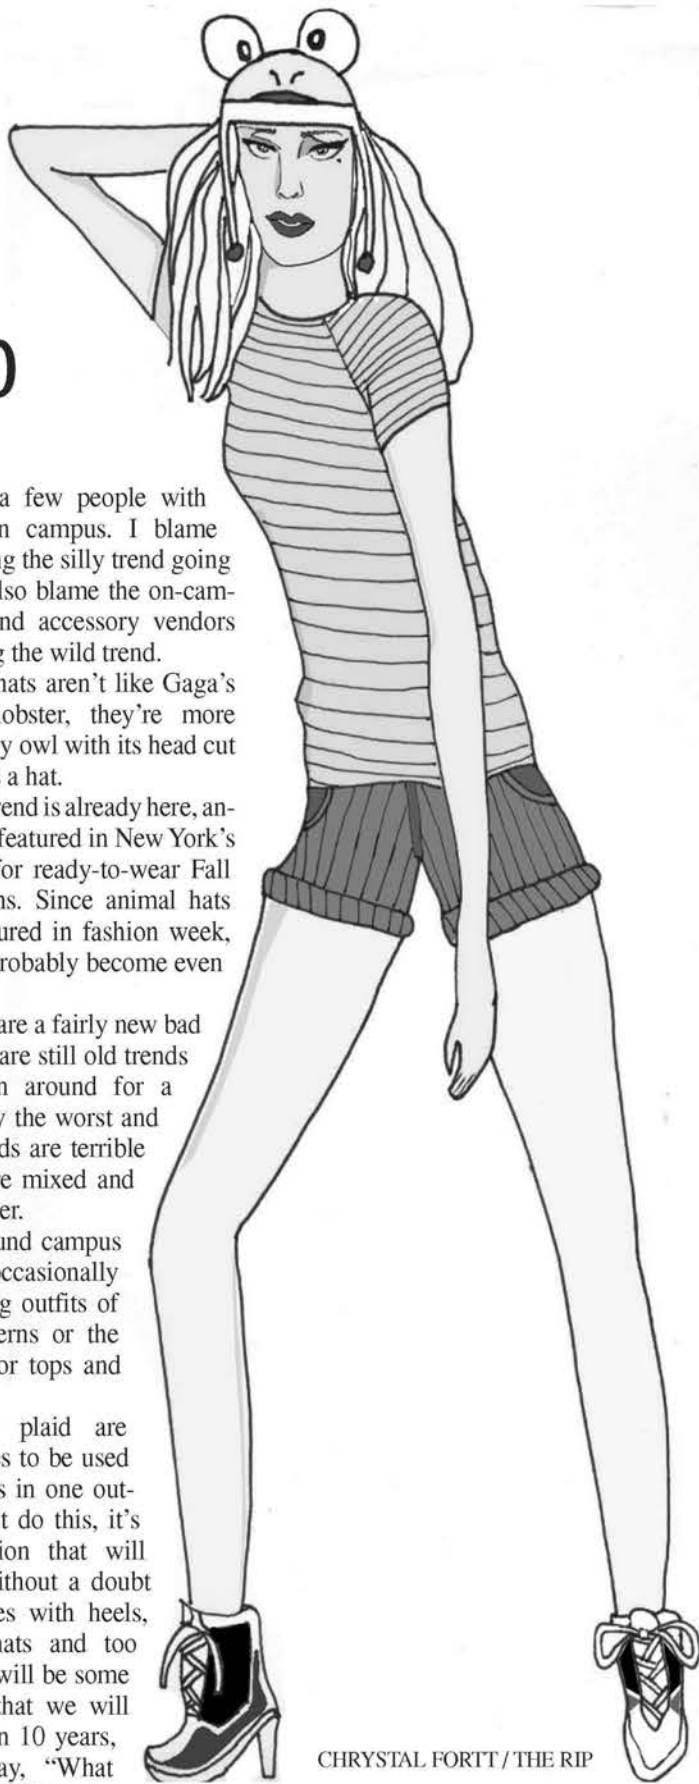 a few people with
n campus. I blame
ng the silly trend going
lso blame the on-cam-
nd accessory vendors
g the wild trend.
hats aren't like Gaga's
lobster, they're more
y owl with its head cut
s a hat.
rend is already here, an-
featured in New York's
for ready-to-wear Fall
ns. Since animal hats
ured in fashion week,
robably become even
are a fairly new bad
are still old trends
n around for a
y the worst and
ds are terrible
e mixed and
er.
und campus
occasionally
g outfits of
erns or the
or tops and
plaid are
es to be used
s in one out-
t do this, it's
ion that will
ithout a doubt
es with heels,
hats and too
will be some
that we will
n 10 years,
ay, “What
CHRYSTAL FORTT / THE RIP